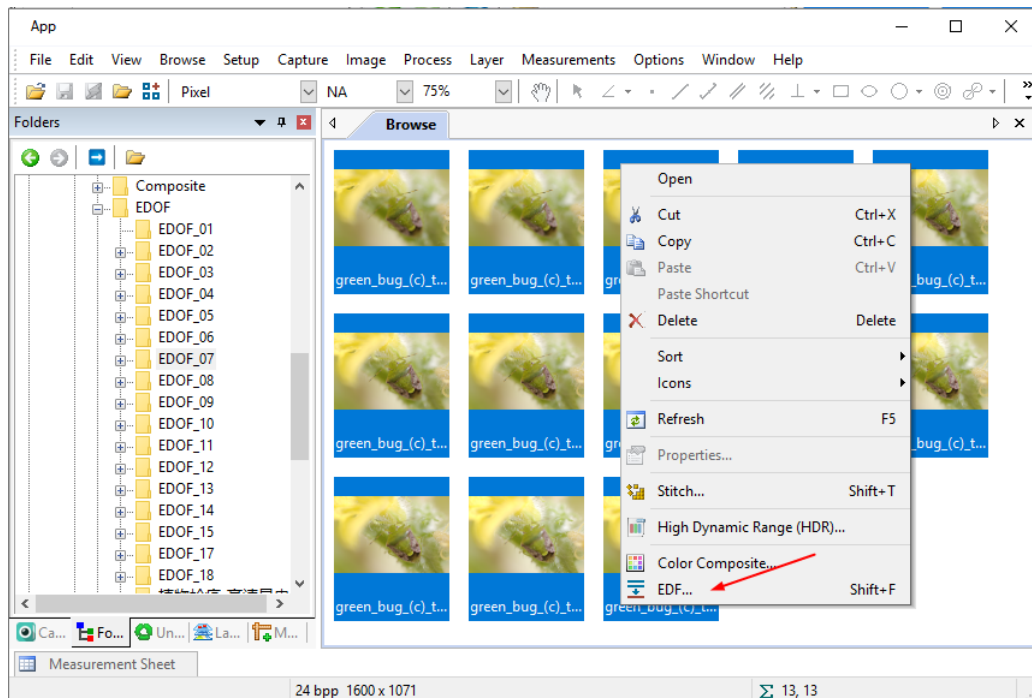 App
File Edit View Browse Setup Capture Image Process Layer Measurements Options Window Help
Pixel NA 75%
Folders
Browse
Composite
EDOF
EDOF_01
EDOF_02
EDOF_03
EDOF_04
EDOF_05
EDOF_06
EDOF_07
EDOF_08
EDOF_09
EDOF_10
EDOF_11
EDOF_12
EDOF_13
EDOF_14
EDOF_15
EDOF_17
EDOF_18
Ca... Fo... Un... La... M...
green_bug_(c)_t... green_bug_(c)_t... bug_(c)_t...
green_bug_(c)_t... green_bug_(c)_t... bug_(c)_t...
green_bug_(c)_t... green_bug_(c)_t... green_bug_(c)_t...
Open
Cut Ctrl+X
Copy Ctrl+C
Paste Ctrl+V
Paste Shortcut
Delete Delete
Sort
Icons
Refresh F5
Properties...
Stitch... Shift+T
High Dynamic Range (HDR)...
Color Composite...
EDF... Shift+F
Measurement Sheet
24 bpp 1600 x 1071 Σ 13, 13